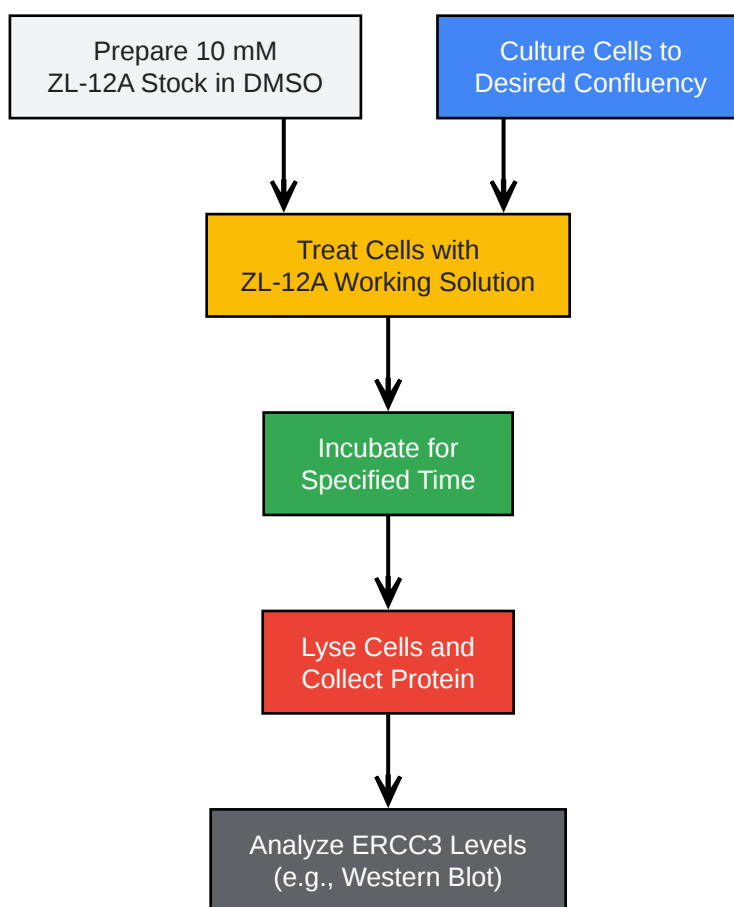 Prepare 10 mM
ZL-12A Stock in DMSO
Culture Cells to
Desired Confluency
Treat Cells with
ZL-12A Working Solution
Incubate for
Specified Time
Lyse Cells and
Collect Protein
Analyze ERCC3 Levels
(e.g., Western Blot)